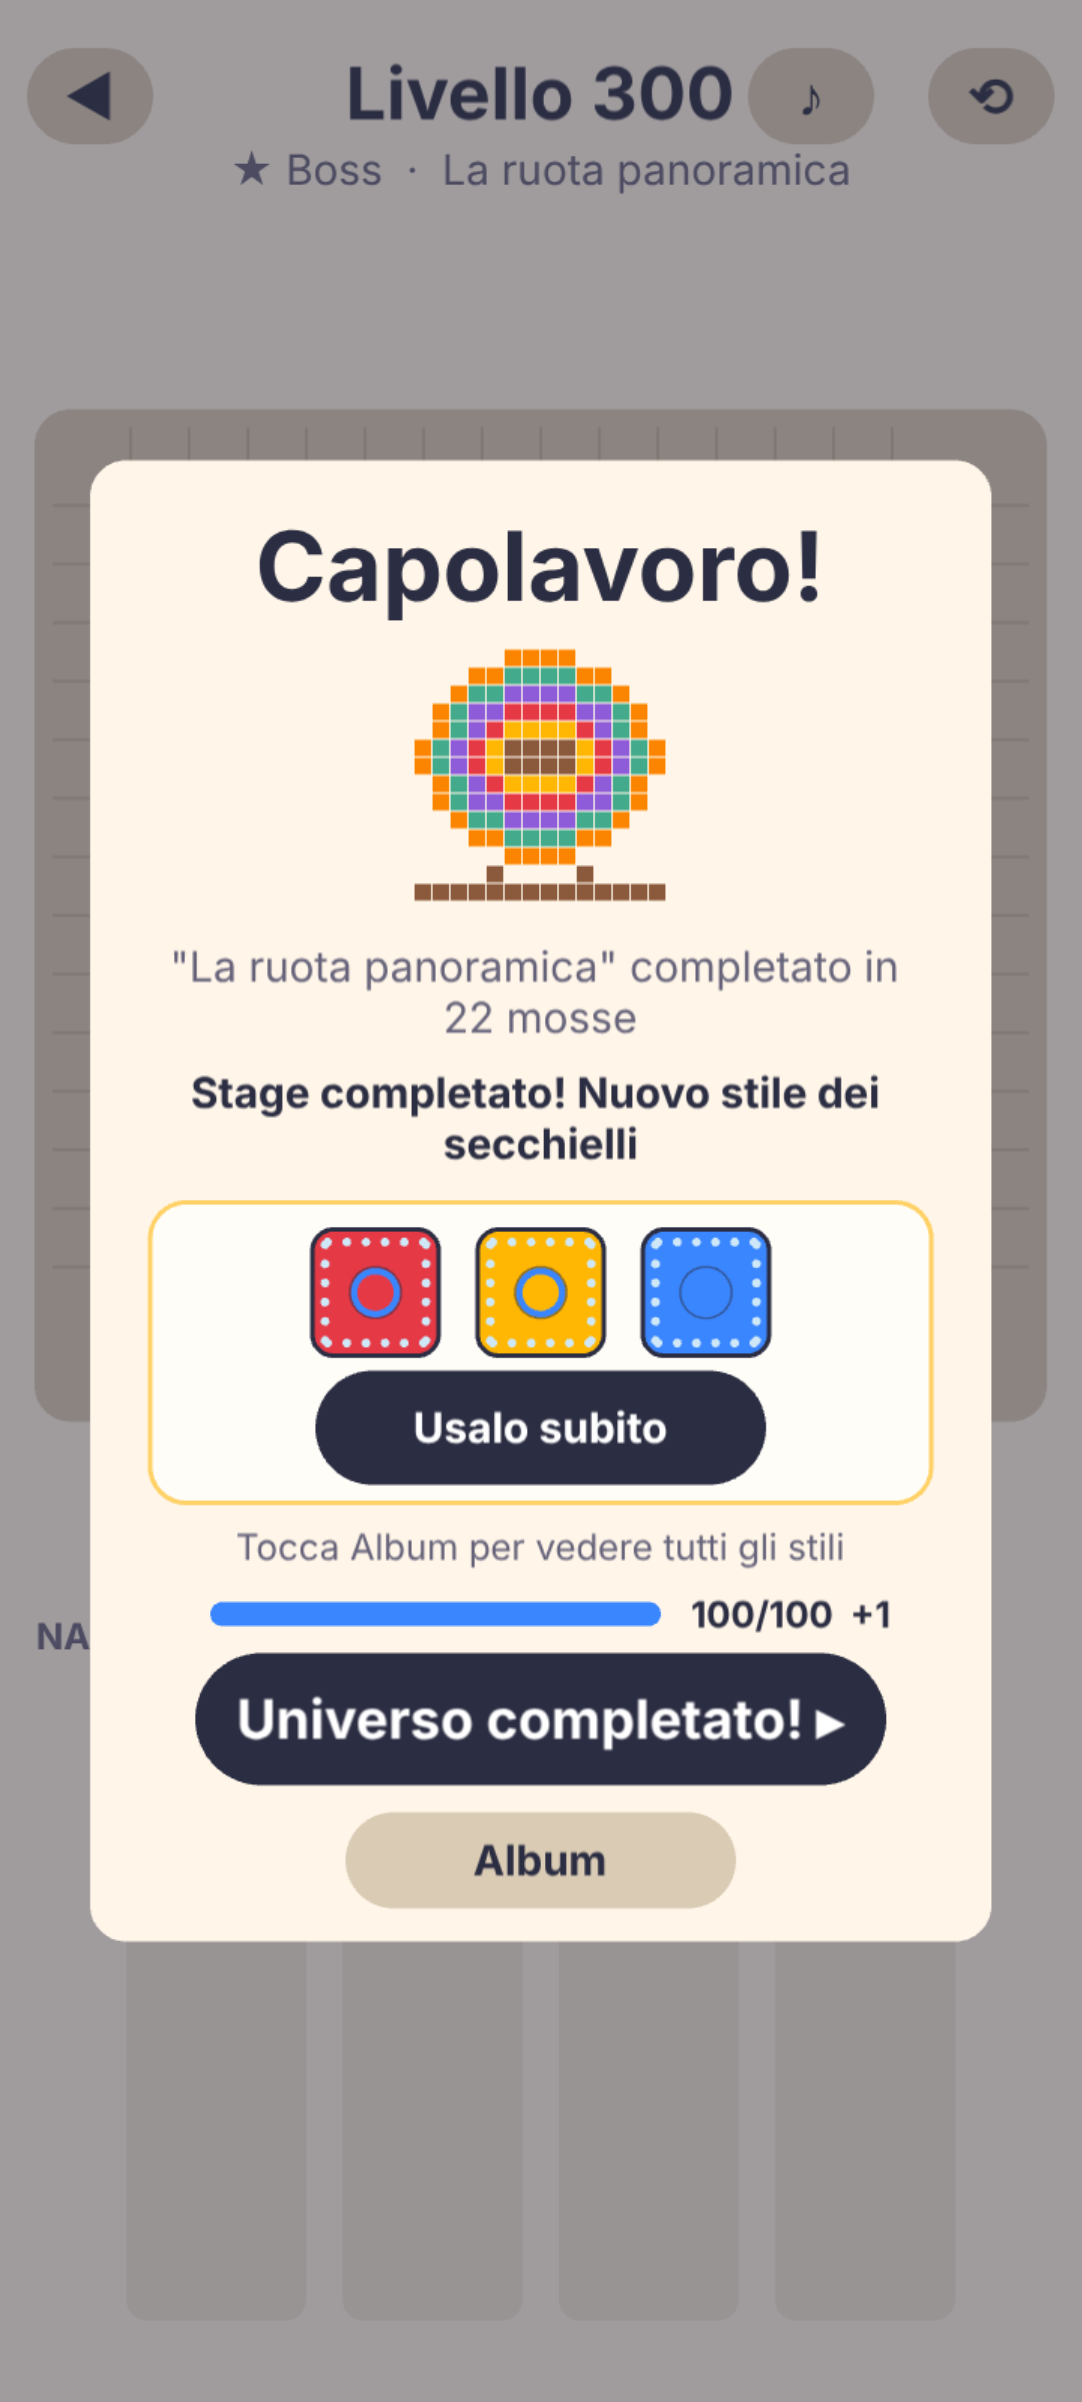 Livello 300
★ Boss · La ruota panoramica
Capolavoro!
"La ruota panoramica" completato in
22 mosse
Stage completato! Nuovo stile dei
secchielli
Usalo subito
Tocca Album per vedere tutti gli stili
100/100 +1
NA
Universo completato! ▶
Album